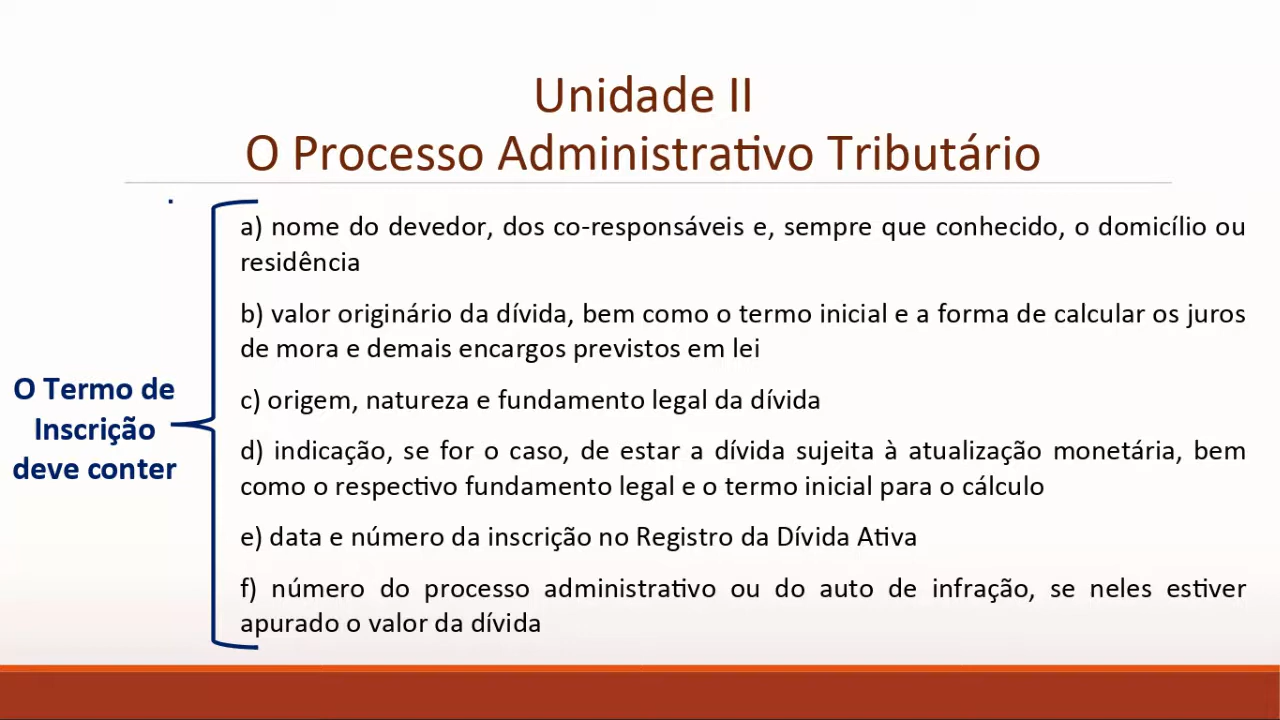 Unidade II
O Processo Administrativo Tributário
O Termo de
Inscrição
deve conter
a) nome do devedor, dos co-responsáveis e, sempre que conhecido, o domicílio ou
residência
b) valor originário da dívida, bem como o termo inicial e a forma de calcular os juros
de mora e demais encargos previstos em lei
c) origem, natureza e fundamento legal da dívida
d) indicação, se for o caso, de estar a dívida sujeita à atualização monetária, bem
como o respectivo fundamento legal e o termo inicial para o cálculo
e) data e número da inscrição no Registro da Dívida Ativa
f) número do processo administrativo ou do auto de infração, se neles estiver
apurado o valor da dívida